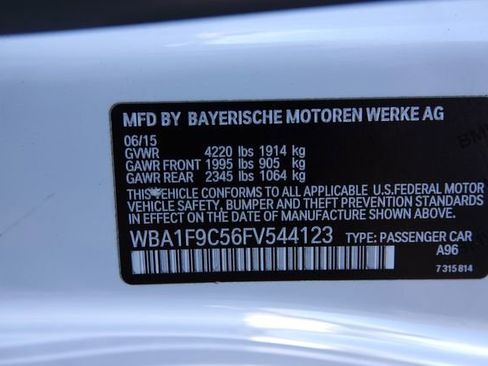 MFD BY BAYERISCHE MOTOREN WERKE AG
06/15
GVWR 4220 lbs 1914 kg
GAWR FRONT 1995 lbs 905 kg
GAWR REAR 2345 lbs 1064 kg
THIS VEHICLE CONFORMS TO ALL APPLICABLE U.S.FEDERAL MOTOR
VEHICLE SAFETY, BUMPER AND THEFT PREVENTION STANDARDS
IN EFFECT ON THE DATE OF MANUFACTURE SHOWN ABOVE.
WBA1F9C56FV544123
TYPE: PASSENGER CAR
A96
7 315 814